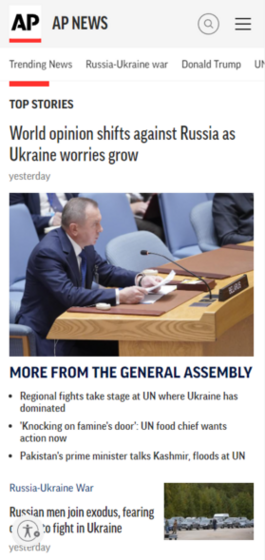 AP AP NEWS
Trending News Russia-Ukraine war Donald Trump UN
TOP STORIES
World opinion shifts against Russia as
Ukraine worries grow
yesterday
BELARUS
MORE FROM THE GENERAL ASSEMBLY
• Regional fights take stage at UN where Ukraine has
dominated
• 'Knocking on famine's door': UN food chief wants
action now
• Pakistan's prime minister talks Kashmir, floods at UN
Russia-Ukraine War
Russian men join exodus, fearing
to fight in Ukraine
yesterday